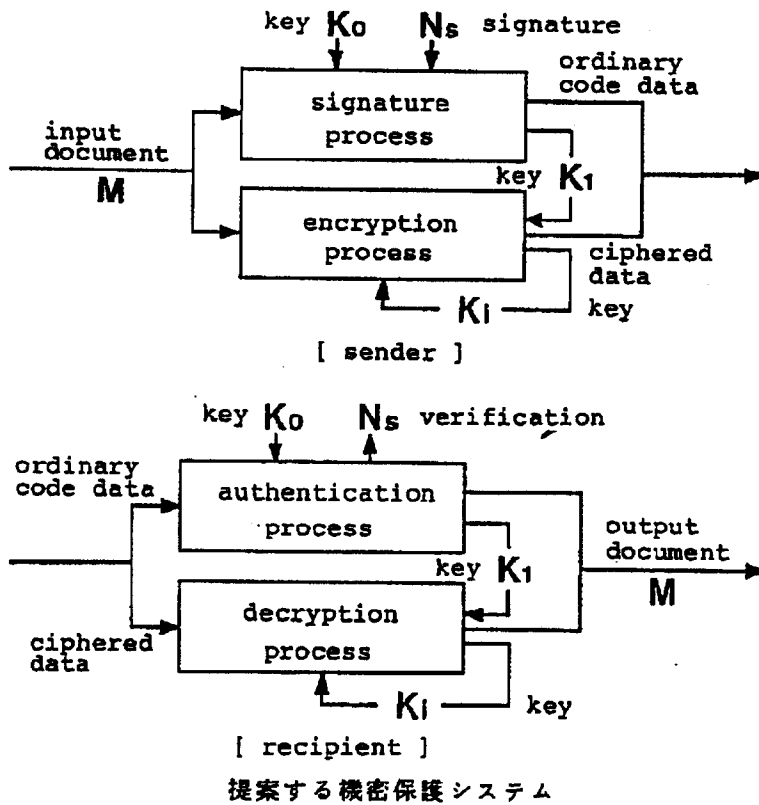 key K0 Ns signature
ordinary
code data
signature
process
input
document
M
key K1
encryption
process
ciphered
data
Ki key
[ sender ]
key K0 Ns verification
ordinary
code data
authentication
process
output
document
M
key K1
decryption
process
ciphered
data
Ki key
[ recipient ]
提案する機密保護システム